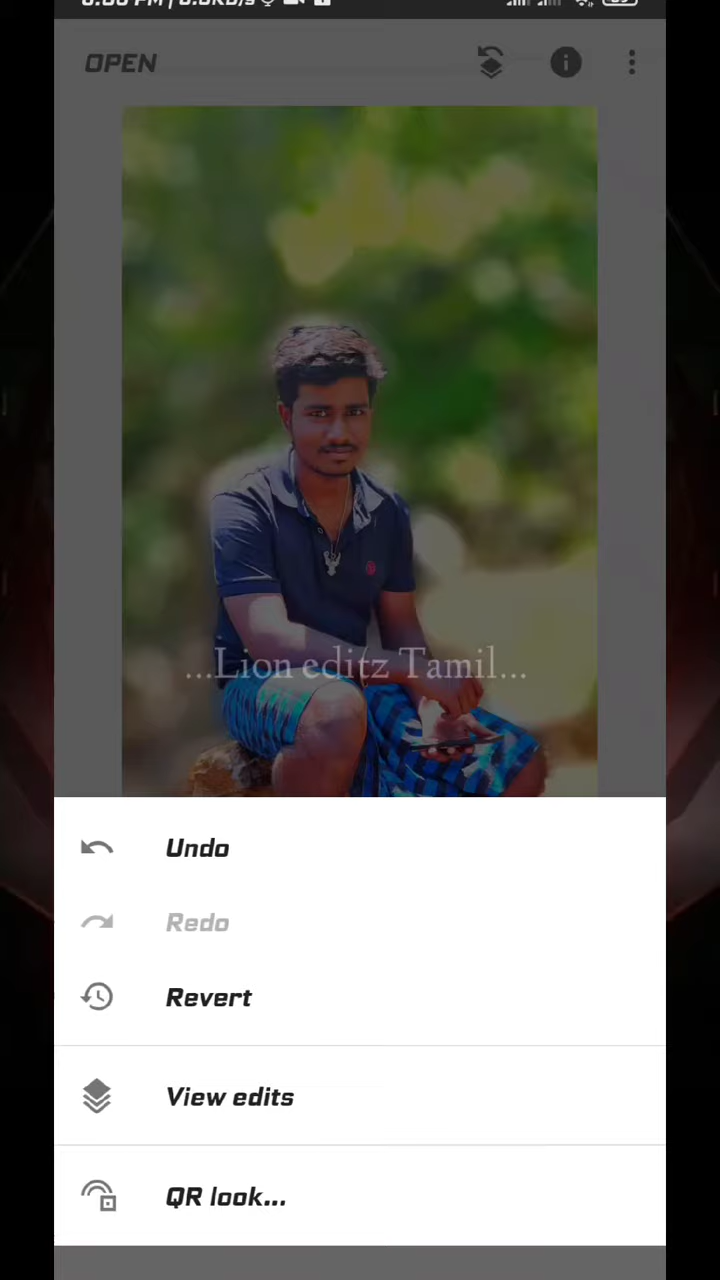 OPEN
...Lion editz Tamil...
Undo
Redo
Revert
View edits
QR look...